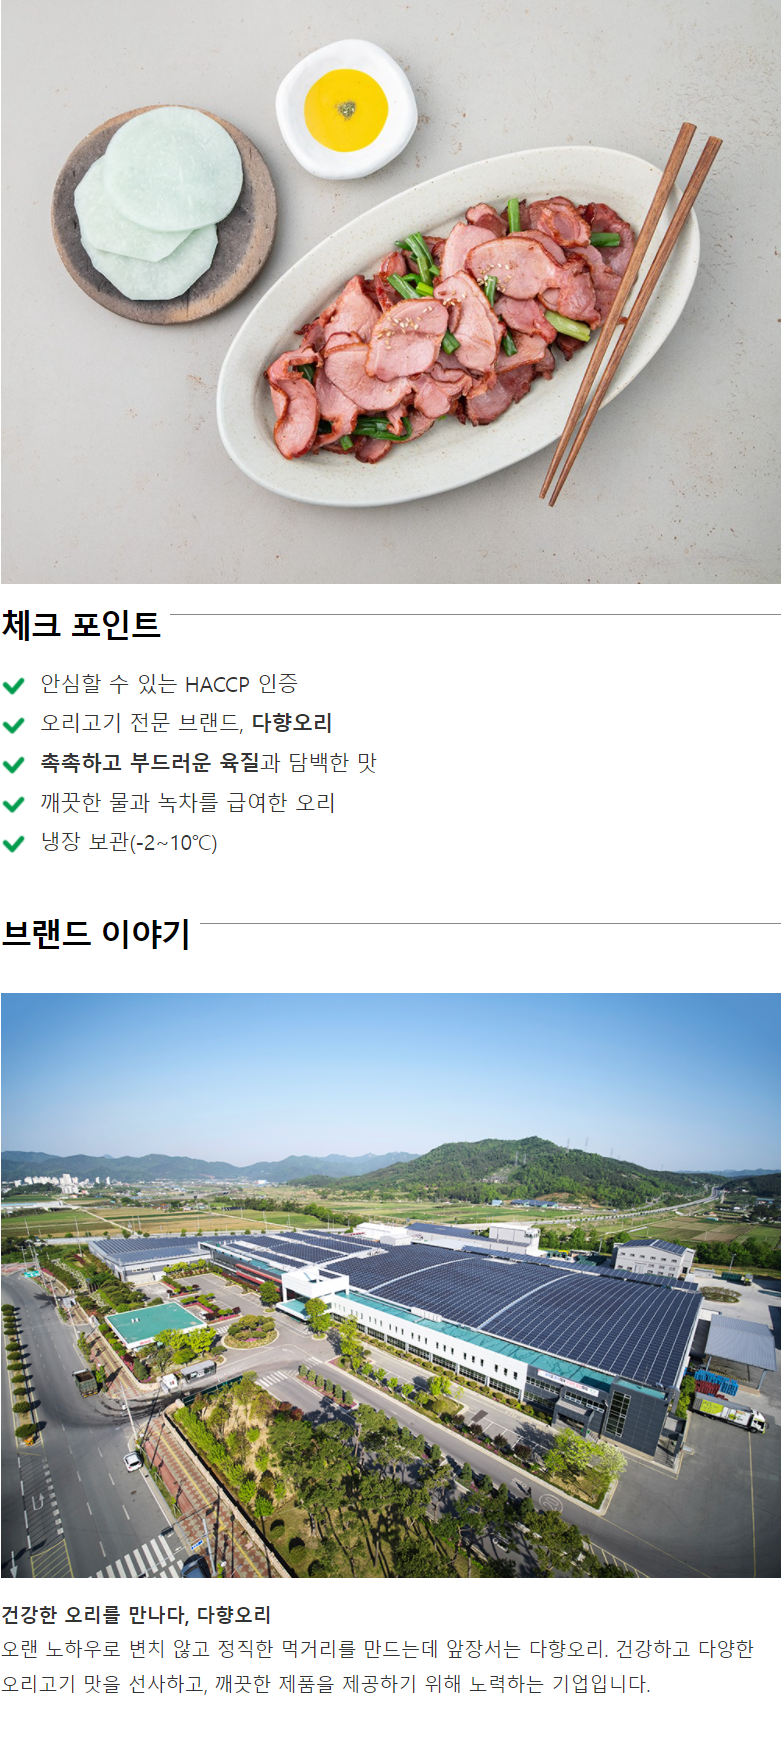 체크 포인트
안심할 수 있는 HACCP 인증
오리고기 전문 브랜드, 다향오리
촉촉하고 부드러운 육질과 담백한 맛
깨끗한 물과 녹차를 급여한 오리
냉장 보관(-2~10℃)
브랜드 이야기
건강한 오리를 만나다, 다향오리
오랜 노하우로 변치 않고 정직한 먹거리를 만드는데 앞장서는 다향오리. 건강하고 다양한
오리고기 맛을 선사하고, 깨끗한 제품을 제공하기 위해 노력하는 기업입니다.